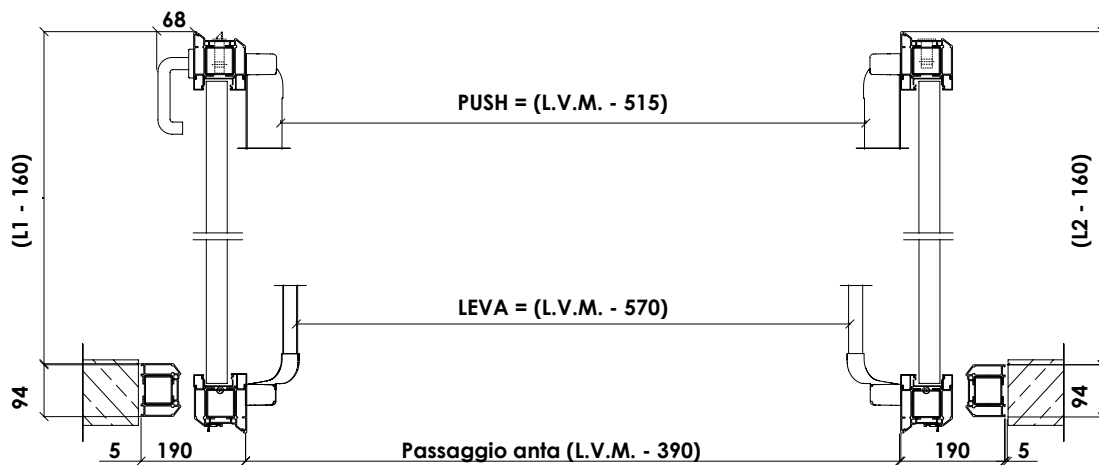 68
PUSH = (L.V.M. - 515)
(L1 - 160)
(L2 - 160)
LEVA = (L.V.M. - 570)
94
94
5
190
Passaggio anta (L.V.M. - 390)
190
5